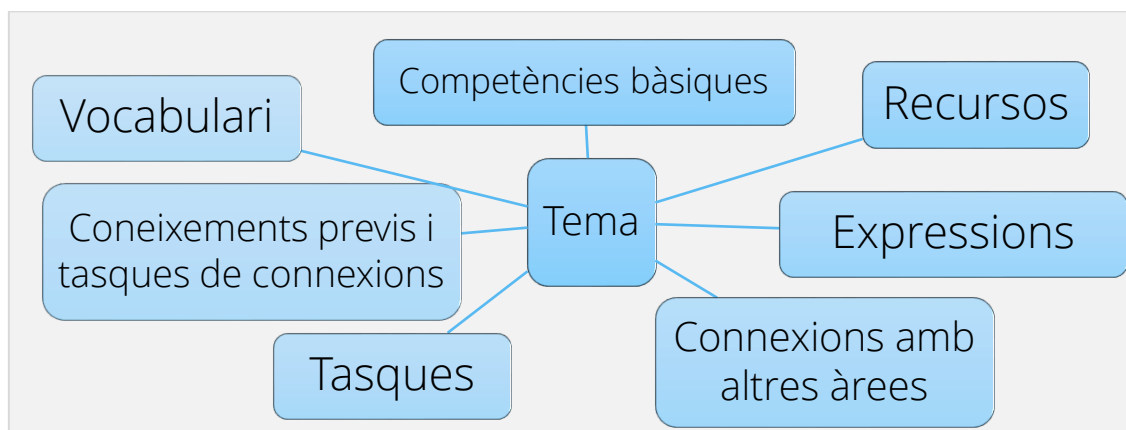 Competències bàsiques
Vocabulari
Recursos
Coneixements previs i
tasques de connexions
Tema
Expressions
Tasques
Connexions amb
altres àrees